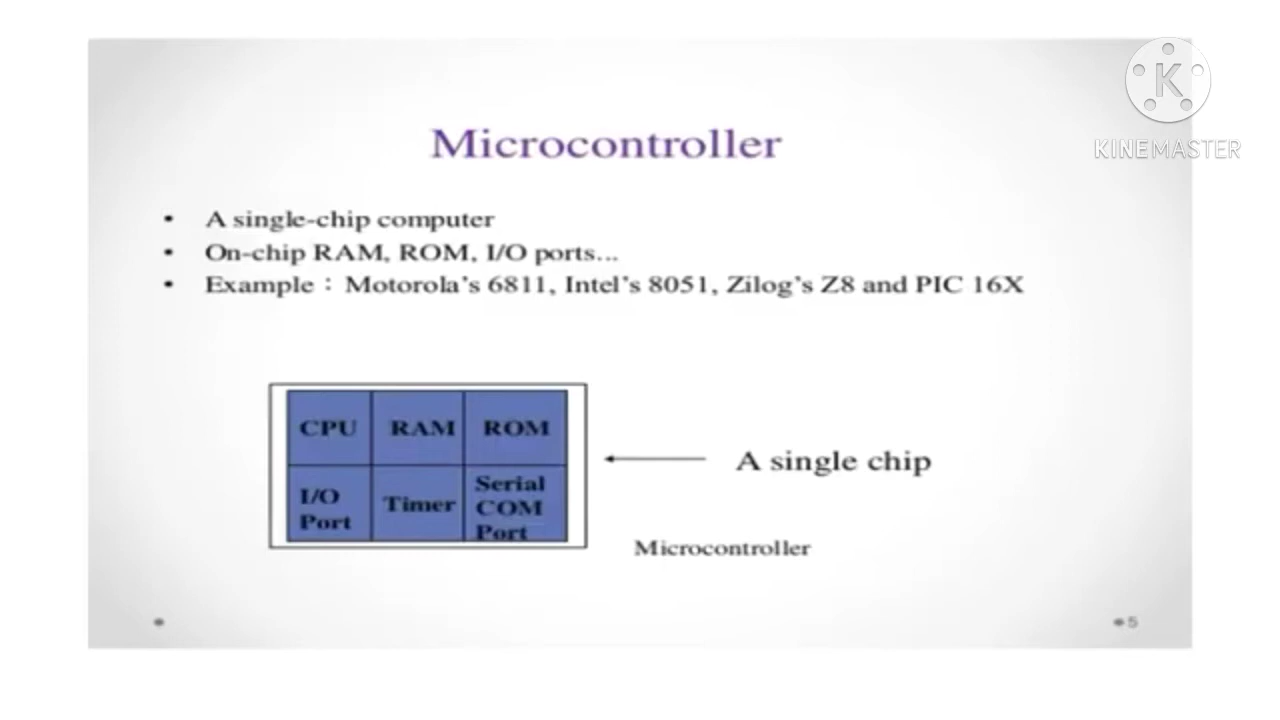 K
KINEMASTER
Microcontroller
• A single-chip computer
• On-chip RAM, ROM, I/O ports...
• Example : Motorola's 6811, Intel's 8051, Zilog's Z8 and PIC 16X
CPU RAM ROM
I/O Port
Timer
Serial COM Port
A single chip
Microcontroller
5